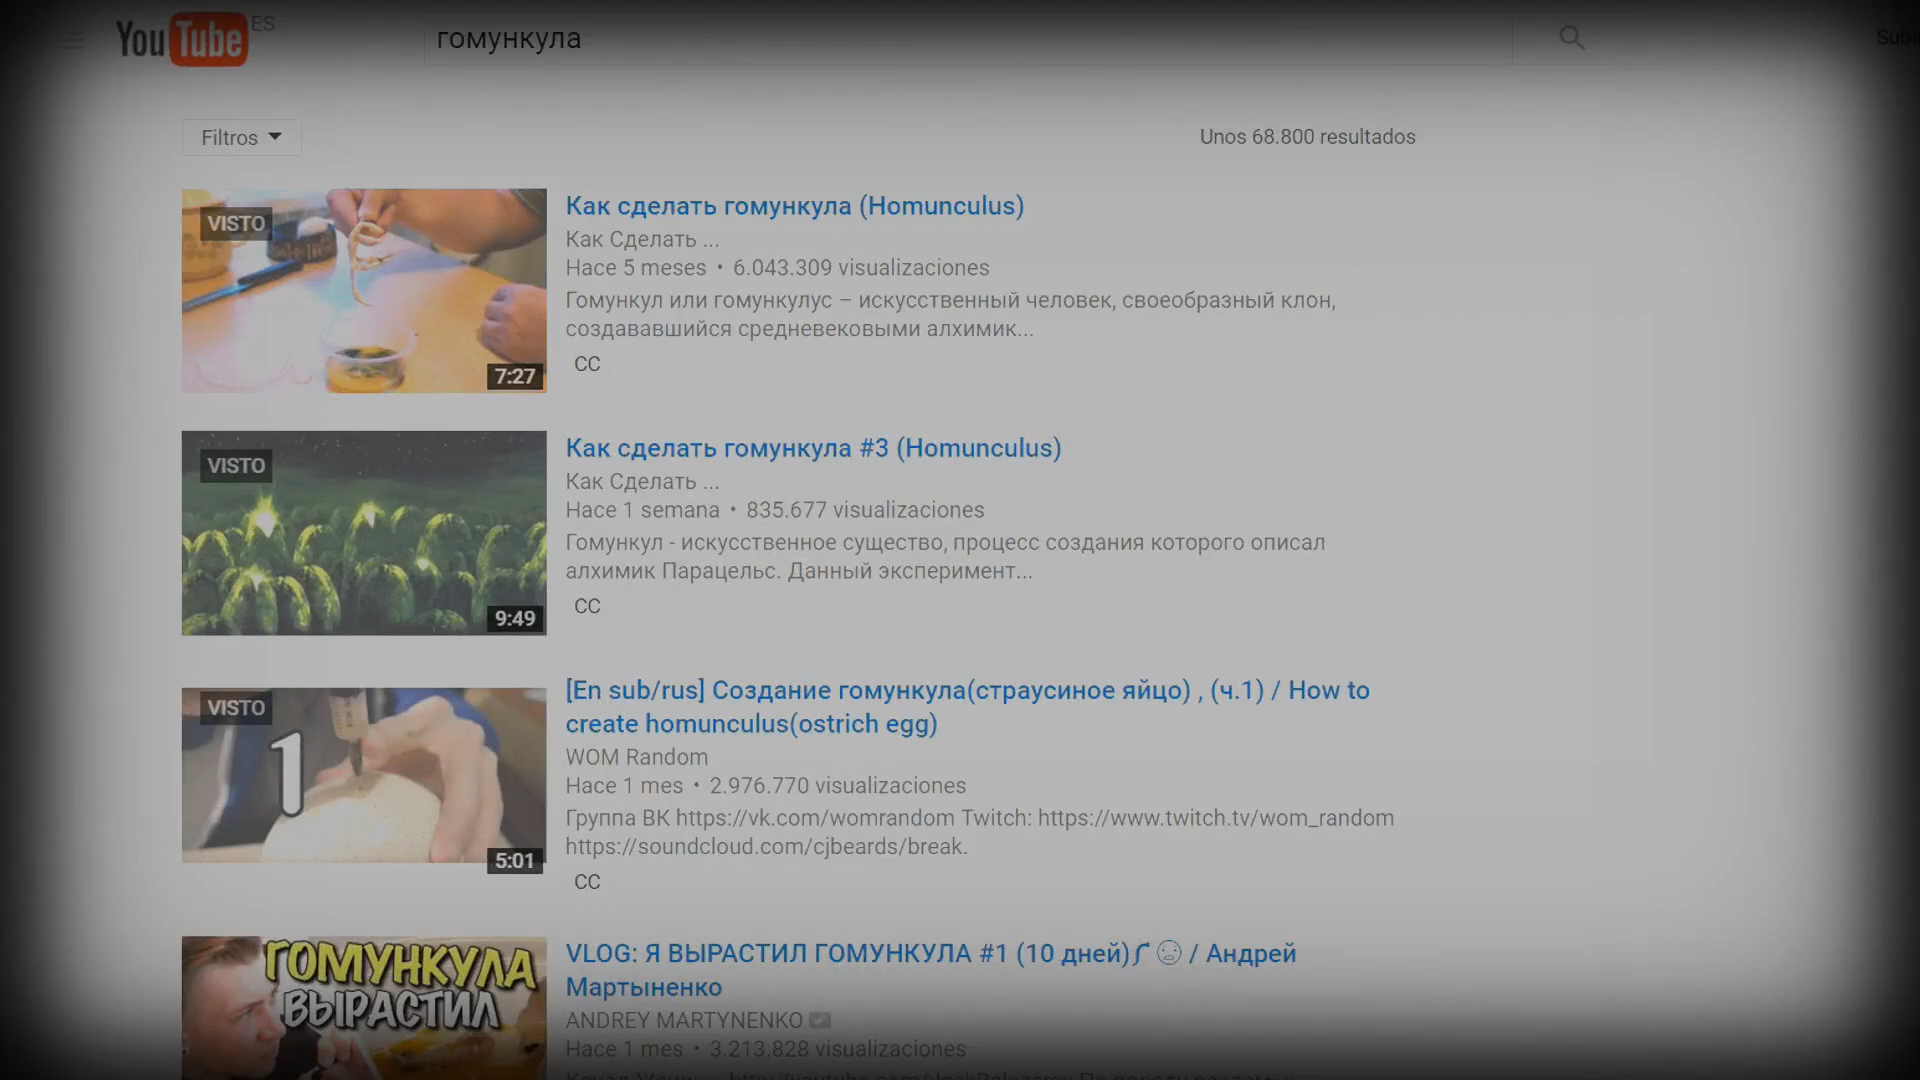 YouTube ES
гомункула
Filtros
Unos 68.800 resultados
VISTO
7:27
Как сделать гомункула (Homunculus)
Как Сделать ...
Hace 5 meses • 6.043.309 visualizaciones
Гомункул или гомункулус – искусственный человек, своеобразный клон,
создававшийся средневековыми алхимик...
CC
VISTO
9:49
Как сделать гомункула #3 (Homunculus)
Как Сделать ...
Hace 1 semana • 835.677 visualizaciones
Гомункул - искусственное существо, процесс создания которого описал
алхимик Парацельс. Данный эксперимент...
CC
VISTO
1
5:01
[En sub/rus] Создание гомункула(страусиное яйцо) , (ч.1) / How to
create homunculus(ostrich egg)
WOM Random
Hace 1 mes • 2.976.770 visualizaciones
Группа ВК https://vk.com/womrandom Twitch: https://www.twitch.tv/wom_random
https://soundcloud.com/cjbeards/break.
CC
ГОМУНКУЛА
ВЫРАСТИЛ
VLOG: Я ВЫРАСТИЛ ГОМУНКУЛА #1 (10 дней) / Андрей
Мартыненко
ANDREY MARTYNENKO
Hace 1 mes • 3.213.828 visualizaciones